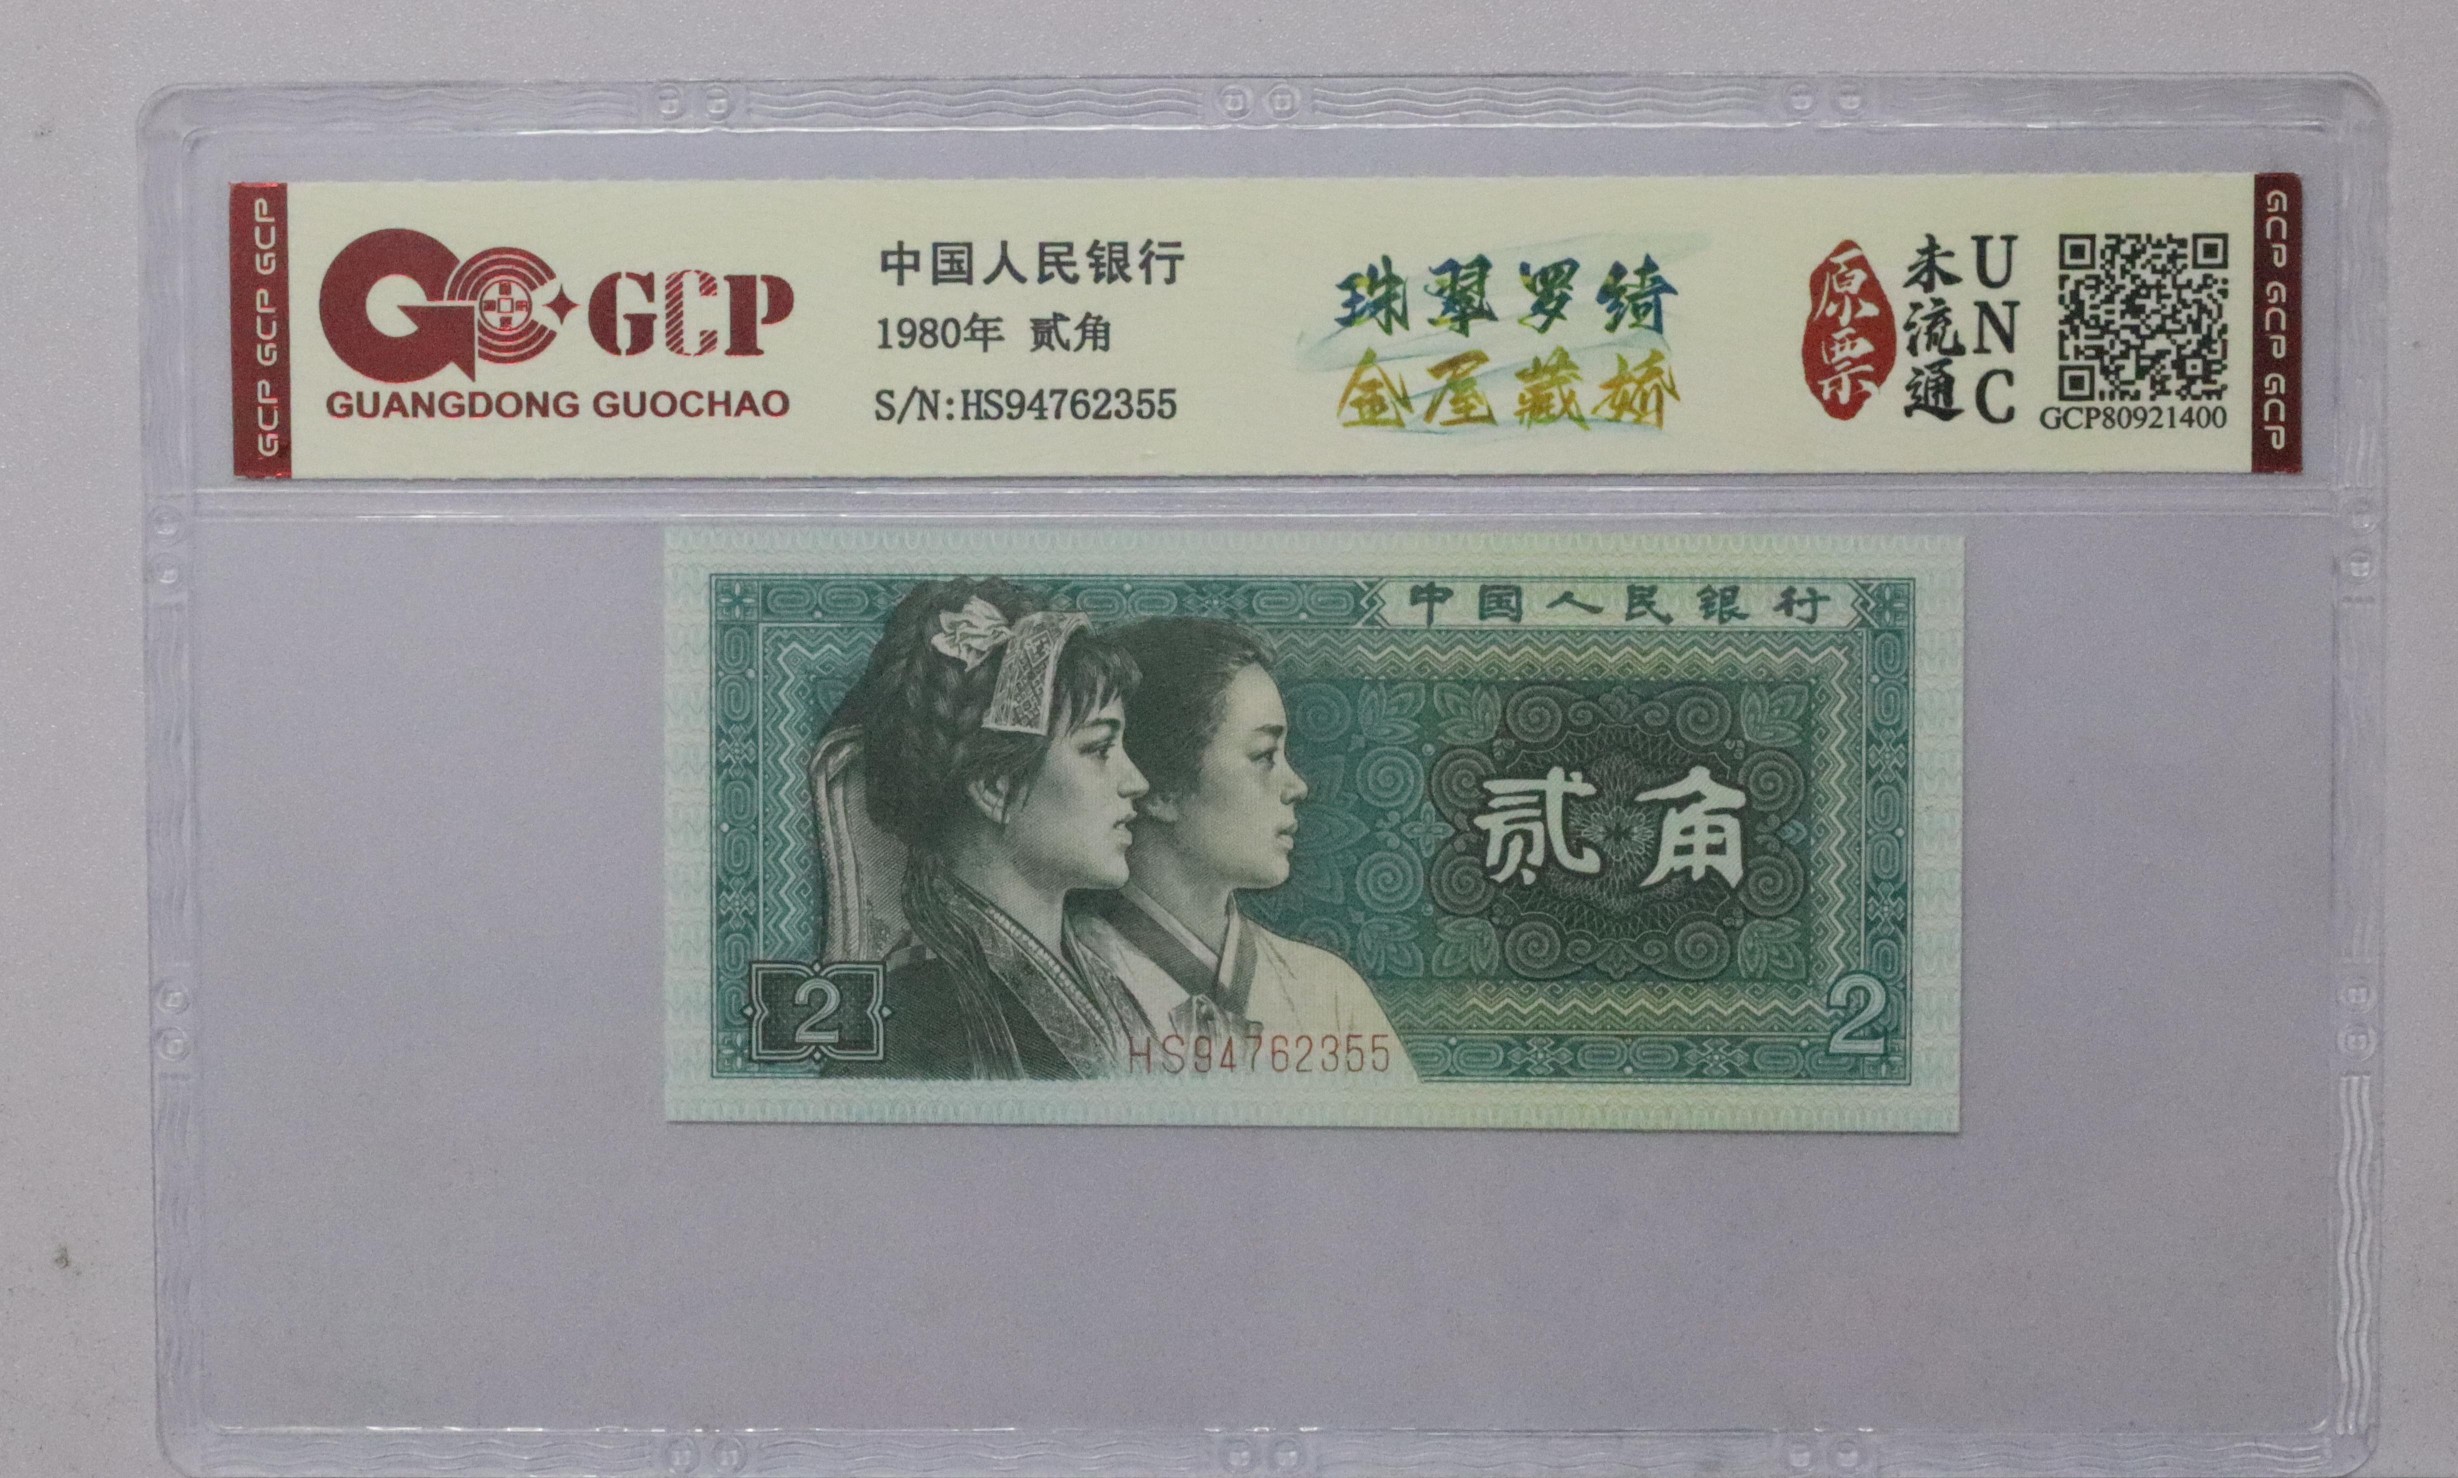 GCP GCP GCP
GCP
GUANGDONG GUOCHAO
中国人民银行
1980年 贰角
S/N:HS94762355
珠翠罗绮
金屋藏娇
原票
未流通
UNC
GCP80921400
GCP GCP GCP
中国人民银行
贰角
2
HS94762355
2